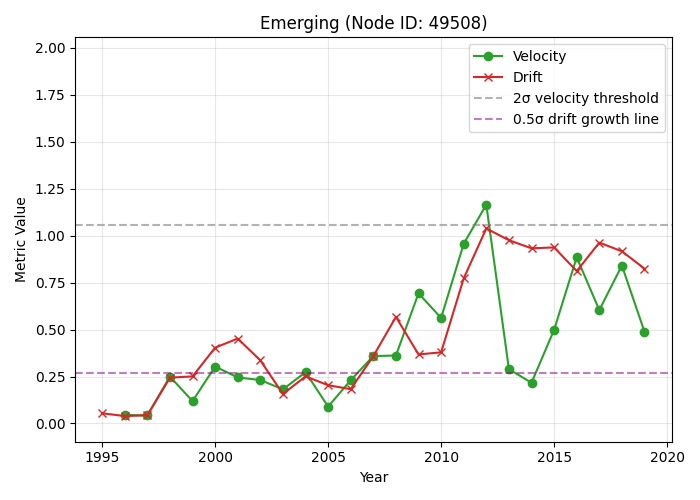 Emerging (Node ID: 49508)
2.00
1.75
1.50
1.25
1.00
0.75
0.50
0.25
0.00
Metric Value
Velocity
Drift
2σ velocity threshold
0.5σ drift growth line
1995
2000
2005
2010
2015
2020
Year